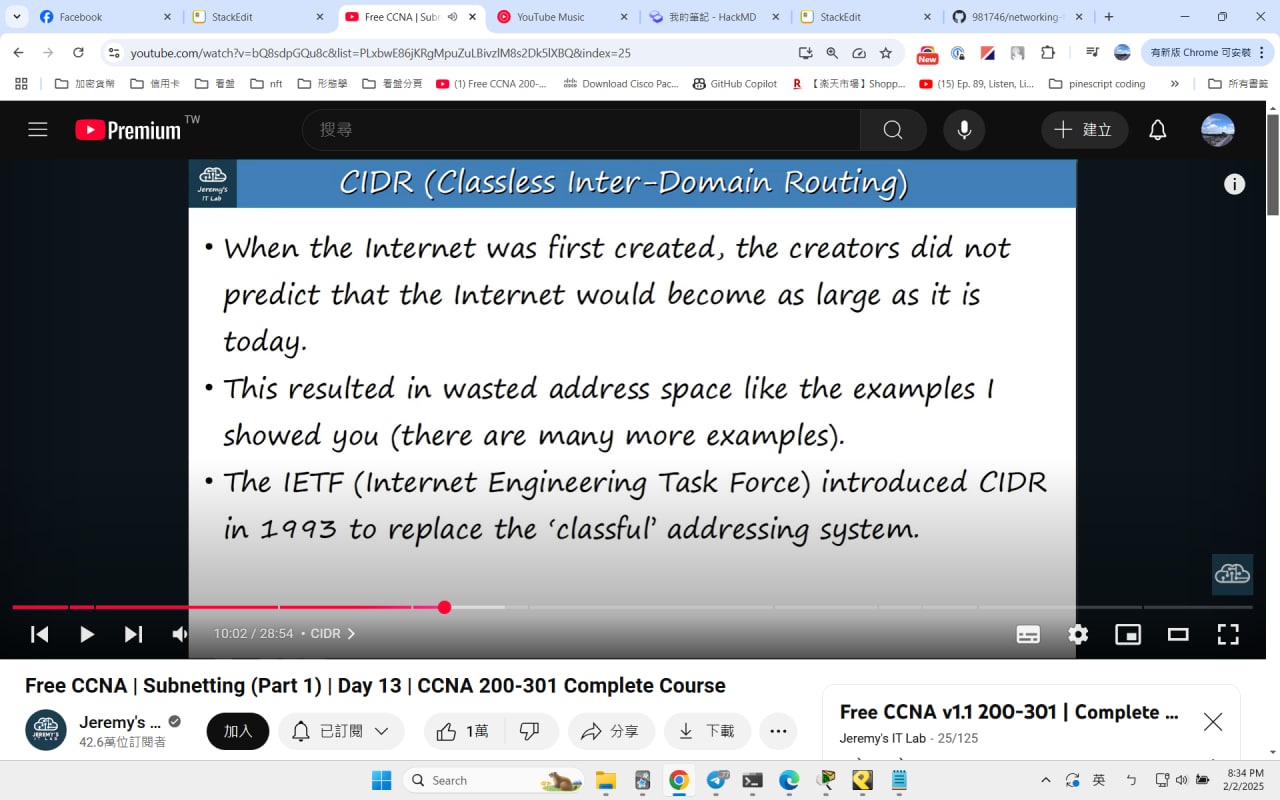 Facebook
StackEdit
Free CCNA | Subn
YouTube Music
我的筆記 - HackMD
StackEdit
981746/networking-
youtube.com/watch?v=bQ8sdpGQu8c&list=PLxbwE86jKRgMpuZuLBivzlM8s2Dk5lXBQ&index=25
New
有新版 Chrome 可安裝
加密貨幣
信用卡
看盤
nft
形態學
看盤分頁
(1) Free CCNA 200-...
Download Cisco Pac...
GitHub Copilot
【楽天市場】Shopp...
(15) Ep. 89, Listen, Li...
pinescript coding
所有書籤
Premium TW
搜尋
建立
Jeremy's
IT Lab
CIDR (Classless Inter-Domain Routing)
• When the Internet was first created, the creators did not
predict that the Internet would become as large as it is
today.
• This resulted in wasted address space like the examples I
showed you (there are many more examples).
• The IETF (Internet Engineering Task Force) introduced CIDR
in 1993 to replace the ‘classful’ addressing system.
10:02 / 28:54 • CIDR
Free CCNA | Subnetting (Part 1) | Day 13 | CCNA 200-301 Complete Course
Jeremy's ...
42.6萬位訂閱者
加入
已訂閱
1萬
分享
下載
Free CCNA v1.1 200-301 | Complete ...
Jeremy's IT Lab - 25/125
Search
英
ㄅ
8:34 PM
2/2/2025